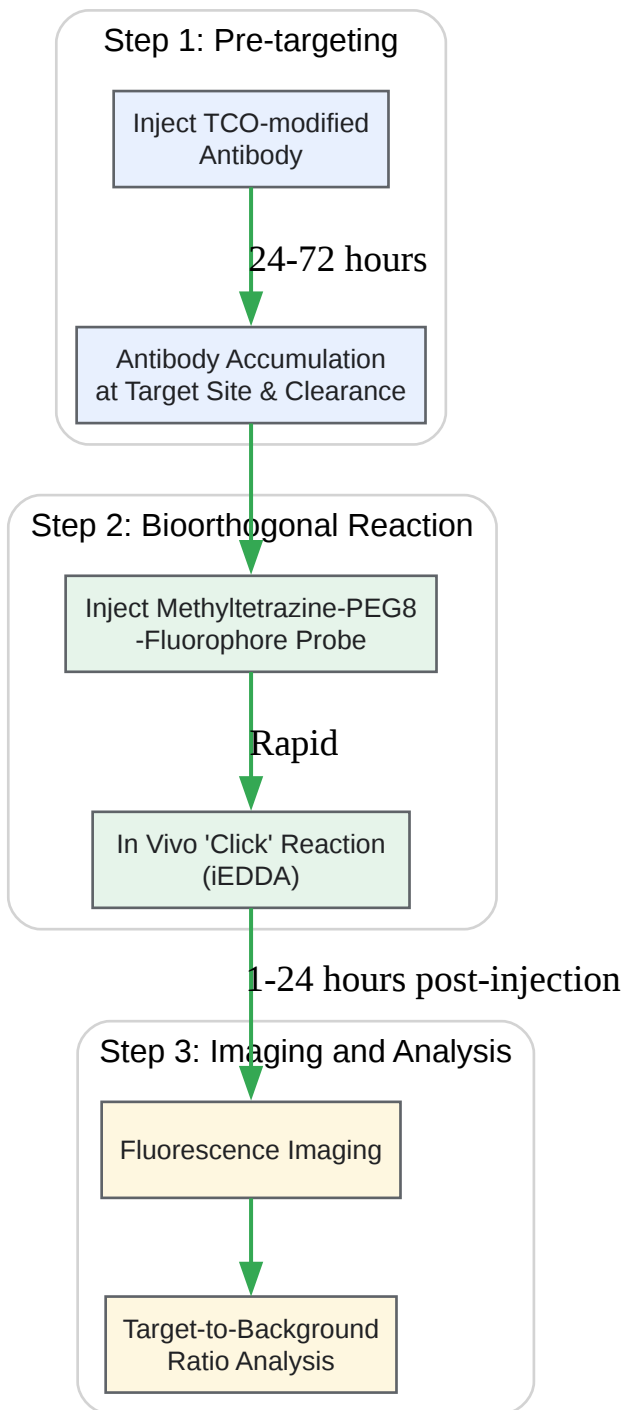 Step 1: Pre-targeting
Inject TCO-modified
Antibody
24-72 hours
Antibody Accumulation
at Target Site & Clearance
Step 2: Bioorthogonal Reaction
Inject Methyltetrazine-PEG8
-Fluorophore Probe
Rapid
In Vivo 'Click' Reaction
(iEDDA)
1-24 hours post-injection
Step 3: Imaging and Analysis
Fluorescence Imaging
Target-to-Background
Ratio Analysis